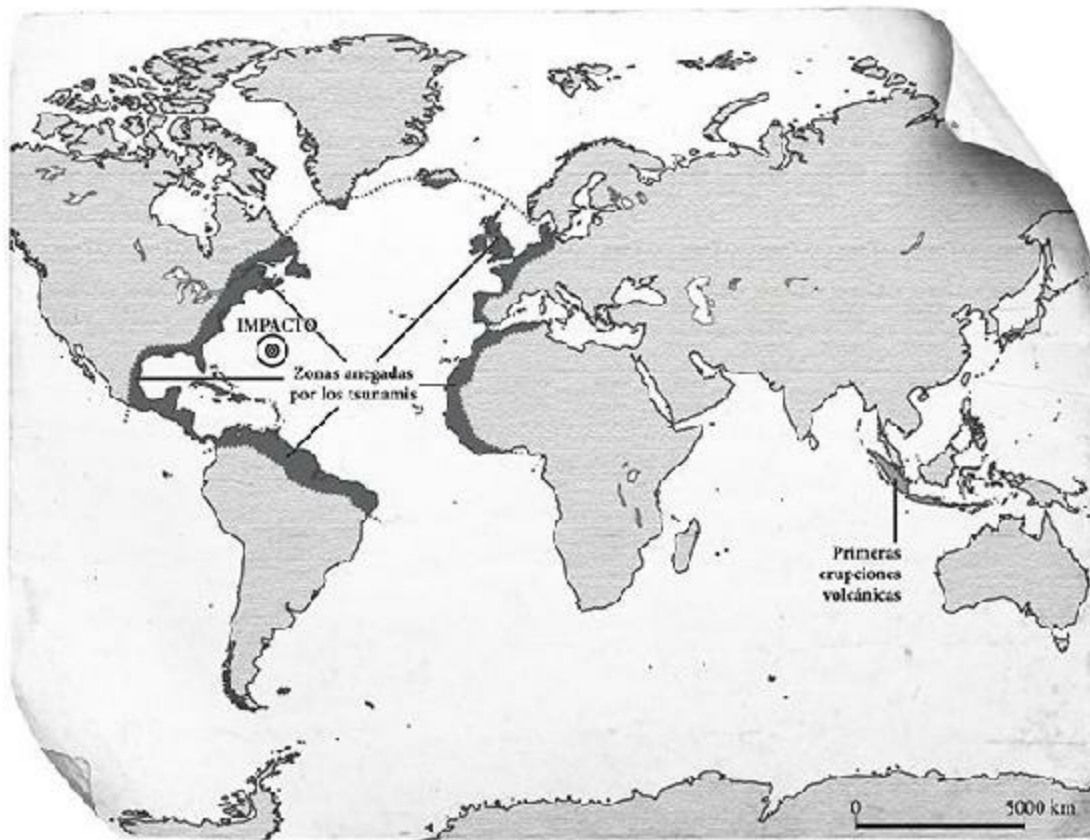 IMPACTO
Zonas anegadas
por los tsunamis
Primeras
erupciones
volcánicas
0 5000 km